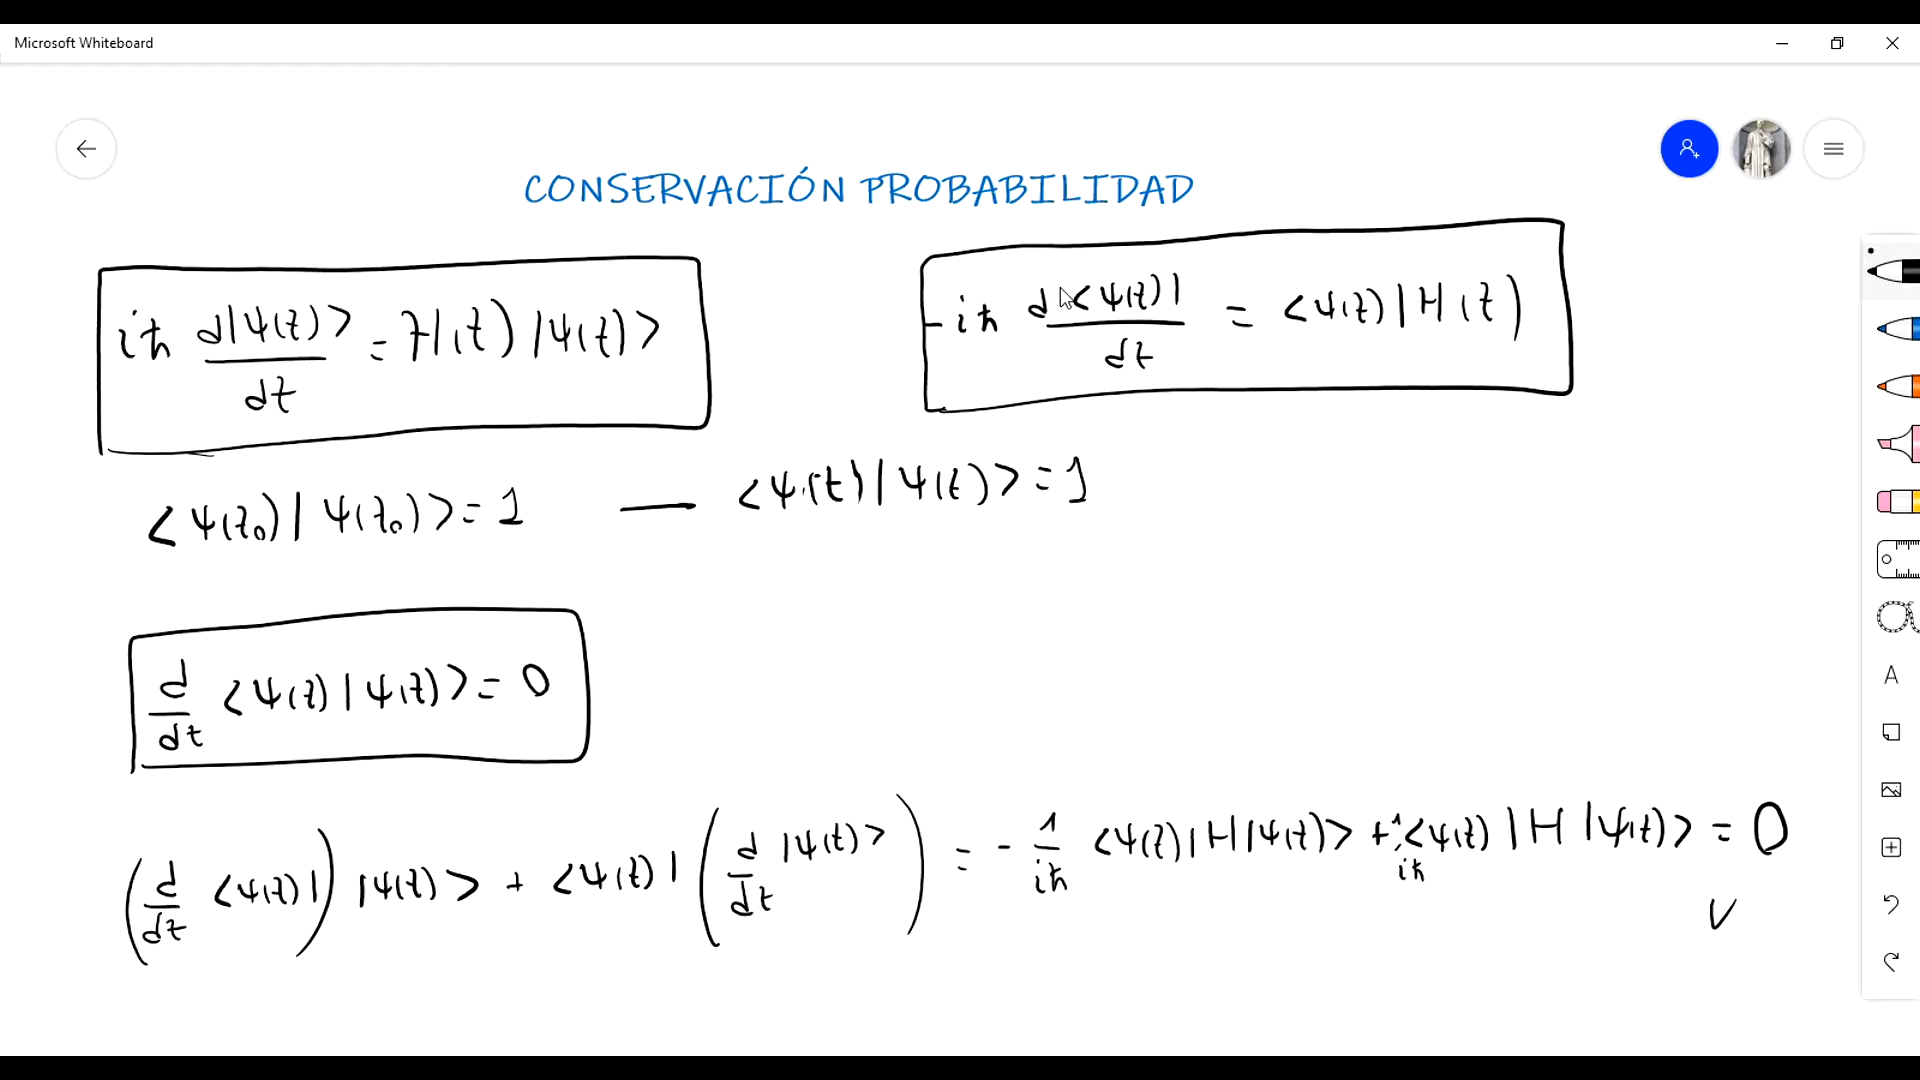 Microsoft Whiteboard
CONSERVACIÓN PROBABILIDAD
iħ d|ψ(t)>/dt = H(t) |ψ(t)>
-iħ d<ψ(t)|/dt = <ψ(t)|H(t)
<ψ(t₀)|ψ(t₀)>=1 — <ψ(t)|ψ(t)>=1
d/dt <ψ(t)|ψ(t)>=0
(d/dt <ψ(t)|) |ψ(t)> + <ψ(t)| (d/dt |ψ(t)>) = - 1/iħ <ψ(t)|H|ψ(t)> + 1/iħ <ψ(t)|H|ψ(t)> = 0
A